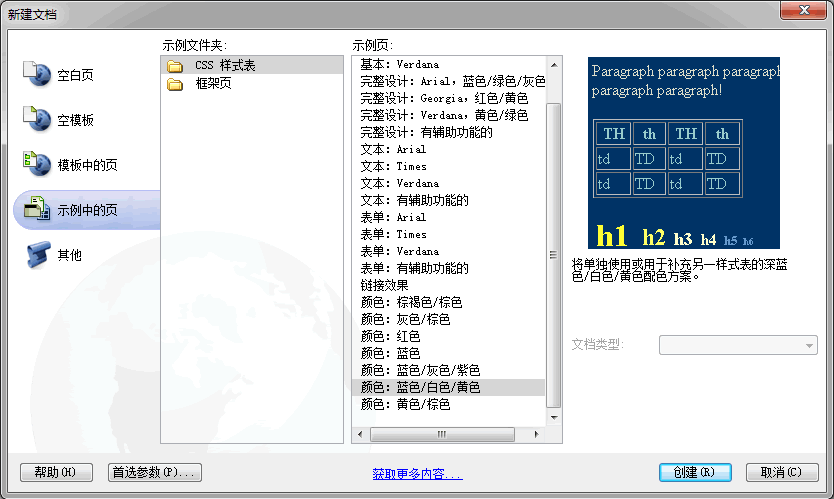 新建文档
示例文件夹:
示例页:
空白页
空模板
模板中的页
示例中的页
其他
CSS 样式表
框架页
基本: Verdana
完整设计: Arial, 蓝色/绿色/灰色
完整设计: Georgia, 红色/黄色
完整设计: Verdana, 黄色/绿色
完整设计: 有辅助功能的
文本: Arial
文本: Times
文本: Verdana
文本: 有辅助功能的
表单: Arial
表单: Times
表单: Verdana
表单: 有辅助功能的
链接效果
颜色: 棕褐色/棕色
颜色: 灰色/棕色
颜色: 红色
颜色: 蓝色
颜色: 蓝色/灰色/紫色
颜色: 蓝色/白色/黄色
颜色: 黄色/棕色
Paragraph paragraph paragraph
paragraph paragraph!
TH th TH th
td TD td TD
td TD td TD
h1 h2 h3 h4 h5 h6
将单独使用或用于补充另一样式表的深蓝
色/白色/黄色配色方案。
文档类型:
帮助(H)
首选参数(P)...
获取更多内容...
创建(R)
取消(C)